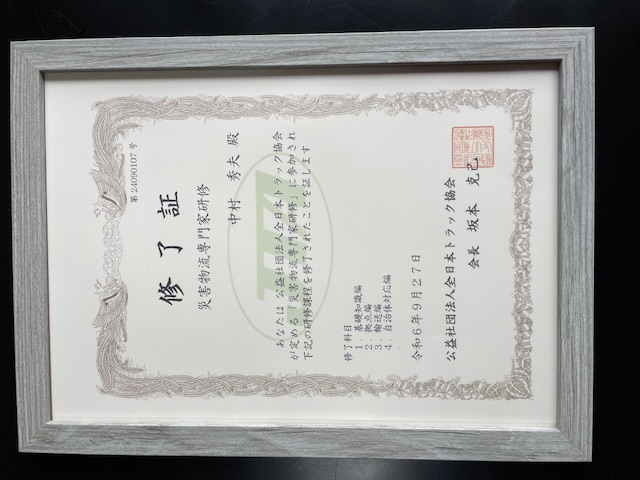 第24090107号
修了証
災害物流専門家研修
中村 秀夫 殿
あなたは 公益社団法人全日本トラック協会
が定める「災害物流専門家研修」に参加され
下記の研修課程を修了されたことを証します
修了科目
1．基礎知識編
2．拠点編
3．輸送編
4．自治体対応編
令和6年9月27日
公益社団法人全日本トラック協会
会長 坂本 克己